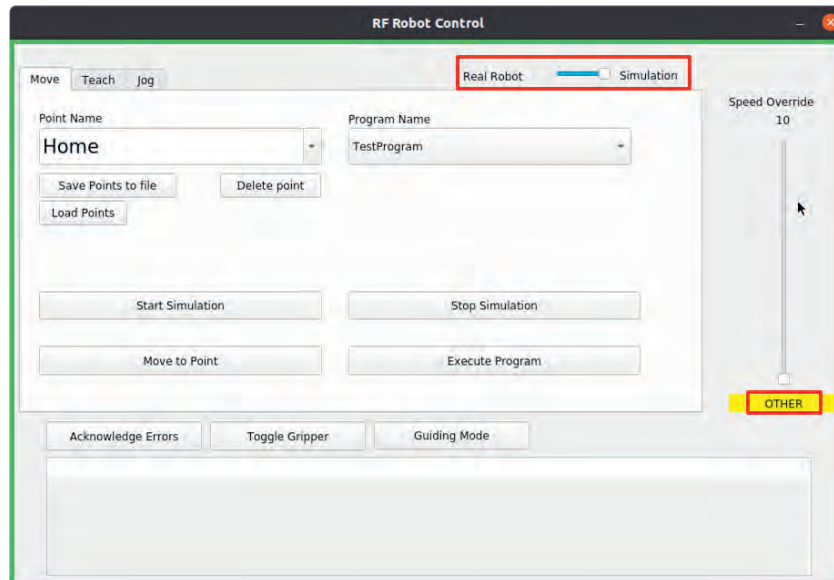 RF Robot Control
Real Robot Simulation
Move Teach Jog
Speed Override
10
Point Name Program Name
Home TestProgram
Save Points to file Delete point
Load Points
Start Simulation Stop Simulation
Move to Point Execute Program
OTHER
Acknowledge Errors Toggle Gripper Guiding Mode